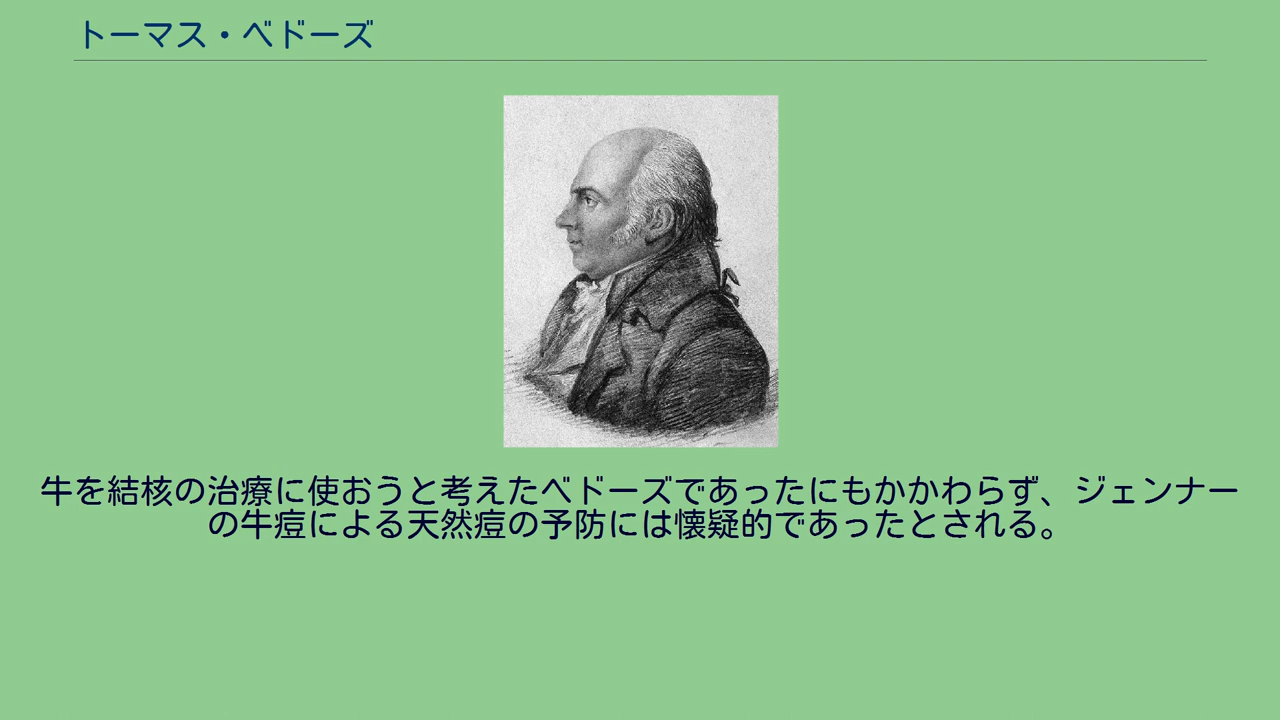 トーマス・ベドーズ
牛を結核の治療に使おうと考えたベドーズであったにもかかわらず、ジェンナー
の牛痘による天然痘の予防には懐疑的であったとされる。